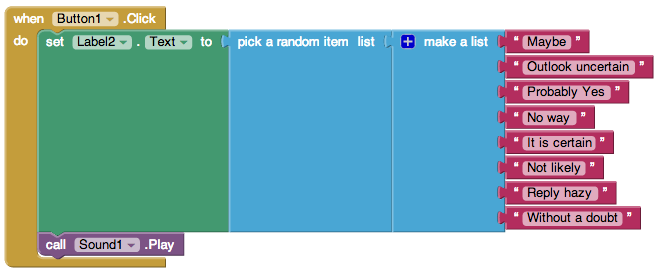 when Button1 .Click
do set Label2 . Text to pick a random item list make a list " Maybe "
" Outlook uncertain "
" Probably Yes "
" No way "
" It is certain "
" Not likely "
" Reply hazy "
" Without a doubt "
call Sound1 .Play